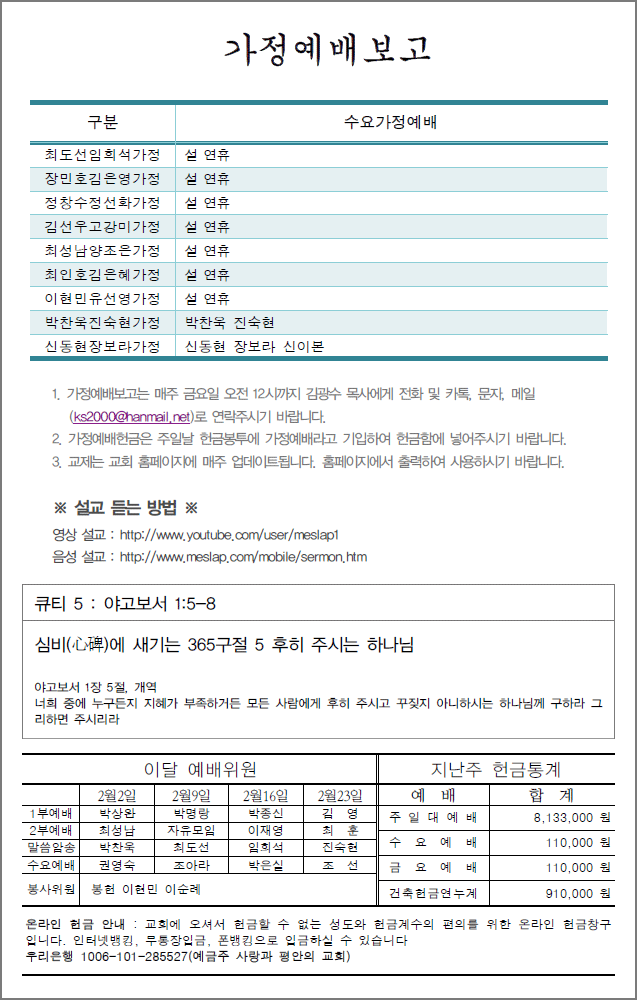 가정예배보고
구분 수요가정예배
최도선임희석가정 설 연휴
장민호김은영가정 설 연휴
정창수정선화가정 설 연휴
김선우고강미가정 설 연휴
최성남양조은가정 설 연휴
최인호김은혜가정 설 연휴
이현민유선영가정 설 연휴
박찬욱진숙현가정 박찬욱 진숙현
신동현장보라가정 신동현 장보라 신이본
1. 가정예배보고는 매주 금요일 오전 12시까지 김광수 목사에게 전화 및 카톡, 문자, 메일
(ks2000@hanmail.net)로 연락주시기 바랍니다.
2. 가정예배헌금은 주일날 헌금봉투에 가정예배라고 기입하여 헌금함에 넣어주시기 바랍니다.
3. 교제는 교회 홈페이지에 매주 업데이트됩니다. 홈페이지에서 출력하여 사용하시기 바랍니다.
※ 설교 듣는 방법 ※
영상 설교 : http://www.youtube.com/user/meslap1
음성 설교 : http://www.meslap.com/mobile/sermon.htm
큐티 5 : 야고보서 1:5-8
심비(心碑)에 새기는 365구절 5 후히 주시는 하나님
야고보서 1장 5절, 개역
너희 중에 누구든지 지혜가 부족하거든 모든 사람에게 후히 주시고 꾸짖지 아니하시는 하나님께 구하라 그
리하면 주시리라
이달 예배위원
2월2일 2월9일 2월16일 2월23일
1부예배 박상완 박명랑 박종신 김 영
2부예배 최성남 자유모임 이재영 최 훈
말씀암송 박찬욱 최도선 임희석 진숙현
수요예배 권영숙 조아라 박은실 조 선
봉사위원 봉헌 이현민 이순례
지난주 헌금통계
예 배 합 계
주 일 대 예 배 8,133,000 원
수 요 예 배 110,000 원
금 요 예 배 110,000 원
건축헌금연누계 910,000 원
온라인 헌금 안내 : 교회에 오셔서 헌금할 수 없는 성도와 헌금계수의 편의를 위한 온라인 헌금창구
입니다. 인터넷뱅킹, 무통장입금, 폰뱅킹으로 입금하실 수 있습니다
우리은행 1006-101-285527(예금주 사랑과 평안의 교회)